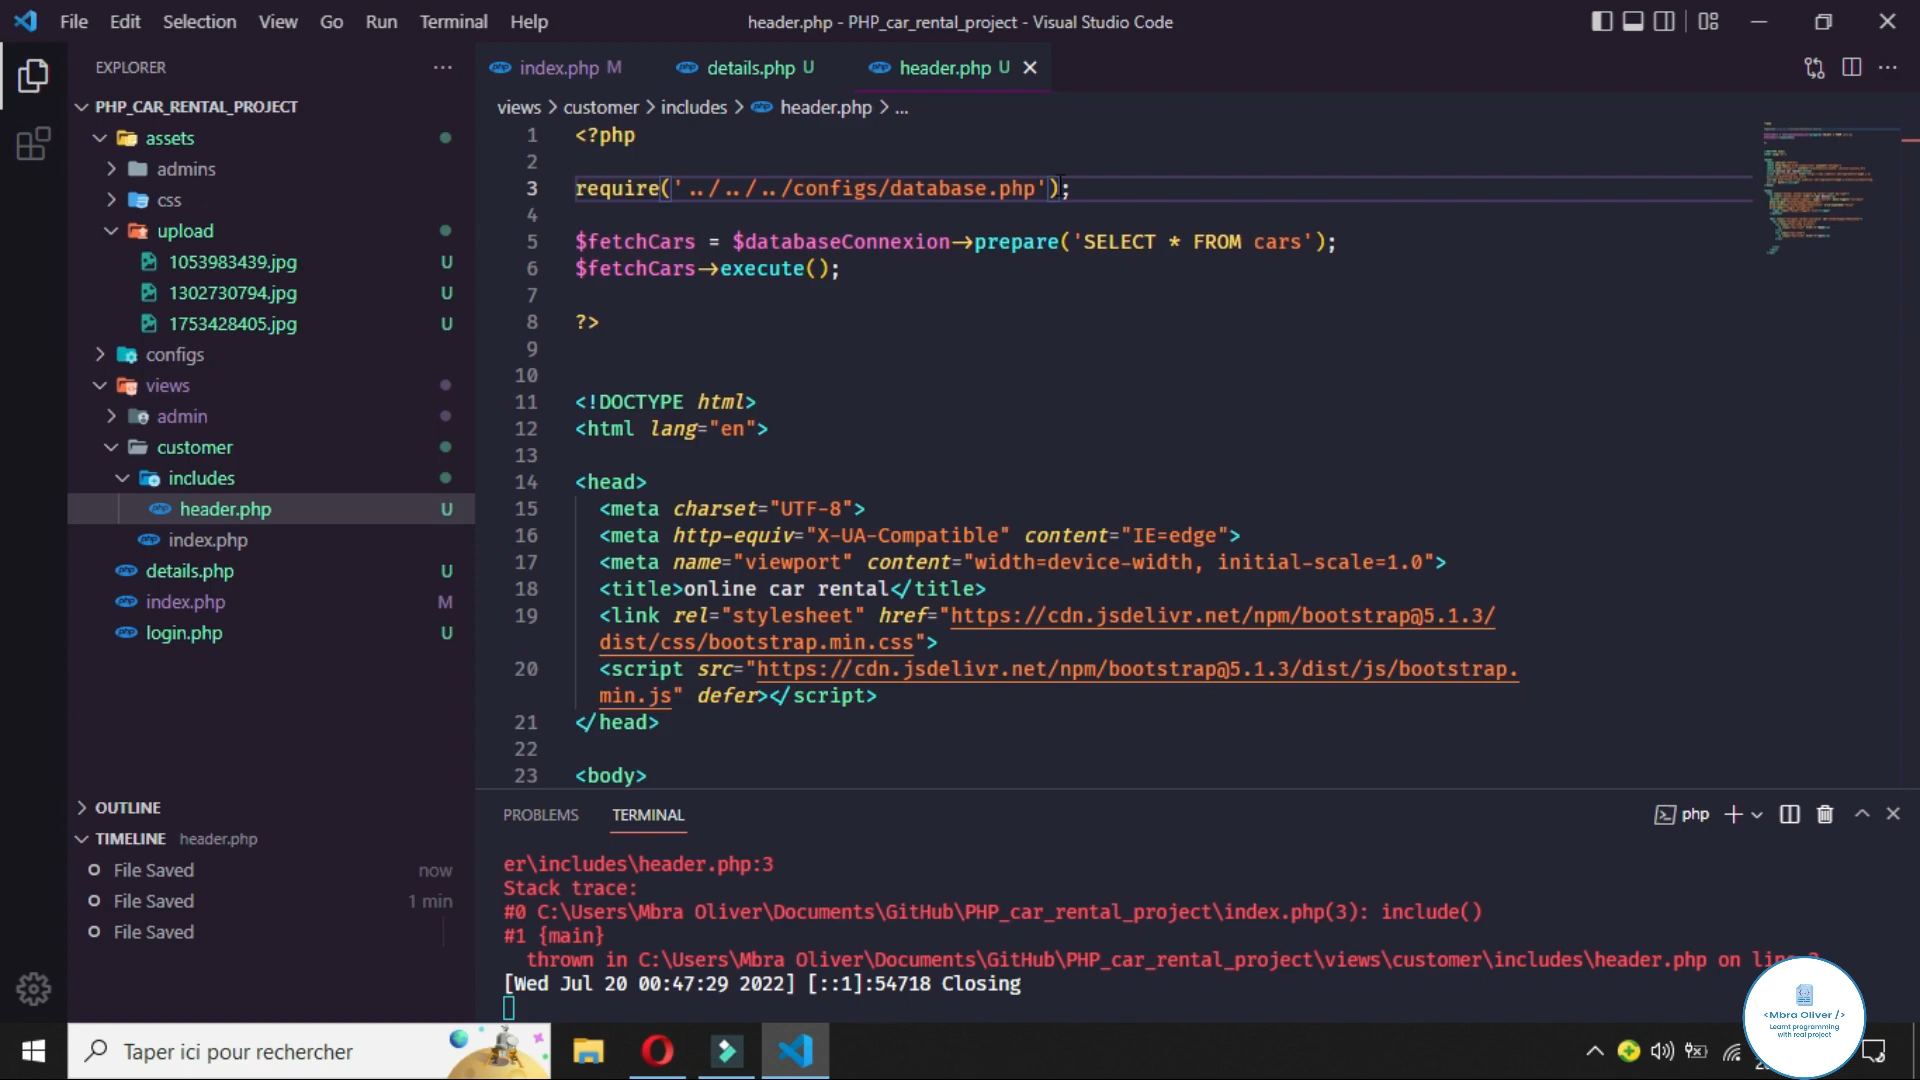 File Edit Selection View Go Run Terminal Help
header.php - PHP_car_rental_project - Visual Studio Code
EXPLORER
PHP_CAR_RENTAL_PROJECT
assets
admins
css
upload
1053983439.jpg U
1302730794.jpg U
1753428405.jpg U
configs
views
admin
customer
includes
header.php U
index.php
details.php U
index.php M
login.php U
OUTLINE
TIMELINE header.php
File Saved now
File Saved 1 min
File Saved
index.php M details.php U header.php U
views > customer > includes > header.php > ...
1 <?php
2
3 require('../../../configs/database.php');
4
5 $fetchCars = $databaseConnexion->prepare('SELECT * FROM cars');
6 $fetchCars->execute();
7
8 ?>
9
10
11 <!DOCTYPE html>
12 <html lang="en">
13
14 <head>
15 <meta charset="UTF-8">
16 <meta http-equiv="X-UA-Compatible" content="IE=edge">
17 <meta name="viewport" content="width=device-width, initial-scale=1.0">
18 <title>online car rental</title>
19 <link rel="stylesheet" href="https://cdn.jsdelivr.net/npm/bootstrap@5.1.3/
dist/css/bootstrap.min.css">
20 <script src="https://cdn.jsdelivr.net/npm/bootstrap@5.1.3/dist/js/bootstrap.
min.js" defer></script>
21 </head>
22
23 <body>
PROBLEMS TERMINAL
php
er\includes\header.php:3
Stack trace:
#0 C:\Users\Mbra Oliver\Documents\GitHub\PHP_car_rental_project\index.php(3): include()
#1 {main}
thrown in C:\Users\Mbra Oliver\Documents\GitHub\PHP_car_rental_project\views\customer\includes\header.php on line
[Wed Jul 20 00:47:29 2022] [::1]:54718 Closing
<Mbra Oliver />
Learnt programming
with real project
Taper ici pour rechercher